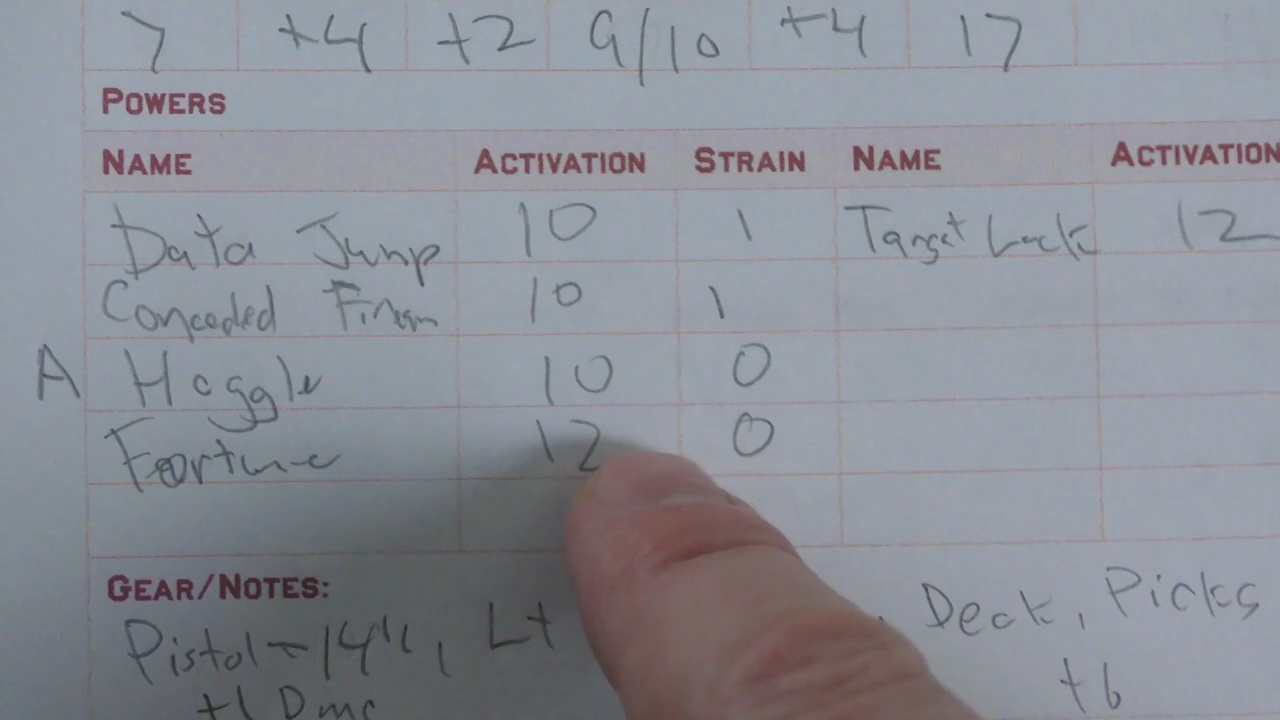 7 +4 +2 9/10 +4 17
POWERS
NAME ACTIVATION STRAIN NAME ACTIVATION
Data Jump 10 1 Target Lock 12
10 1
A Haggle 10 0
Fortune 12 0
GEAR/NOTES:
Pistol-14", Lt , Deck, Picks
+1 Dmg +6